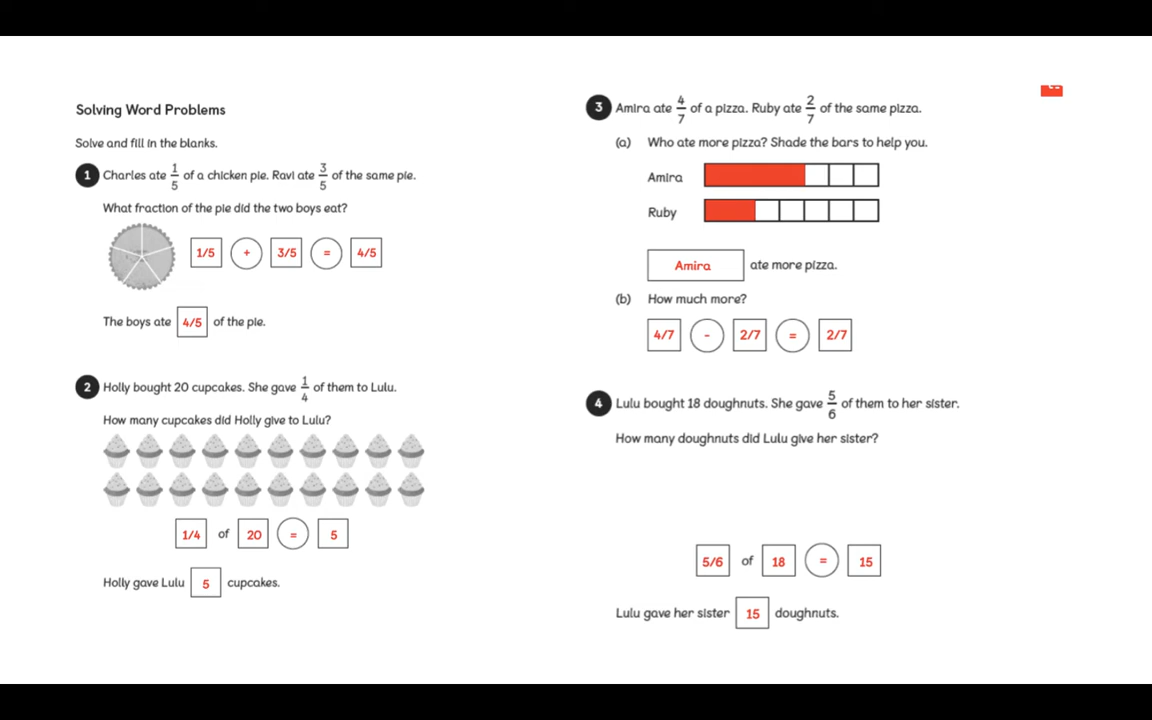 Solving Word Problems
Solve and fill in the blanks.
1 Charles ate 1/5 of a chicken pie. Ravi ate 3/5 of the same pie.
What fraction of the pie did the two boys eat?
1/5 + 3/5 = 4/5
The boys ate 4/5 of the pie.
2 Holly bought 20 cupcakes. She gave 1/4 of them to Lulu.
How many cupcakes did Holly give to Lulu?
1/4 of 20 = 5
Holly gave Lulu 5 cupcakes.
3 Amira ate 4/7 of a pizza. Ruby ate 2/7 of the same pizza.
(a) Who ate more pizza? Shade the bars to help you.
Amira
Ruby
Amira ate more pizza.
(b) How much more?
4/7 - 2/7 = 2/7
4 Lulu bought 18 doughnuts. She gave 5/6 of them to her sister.
How many doughnuts did Lulu give her sister?
5/6 of 18 = 15
Lulu gave her sister 15 doughnuts.